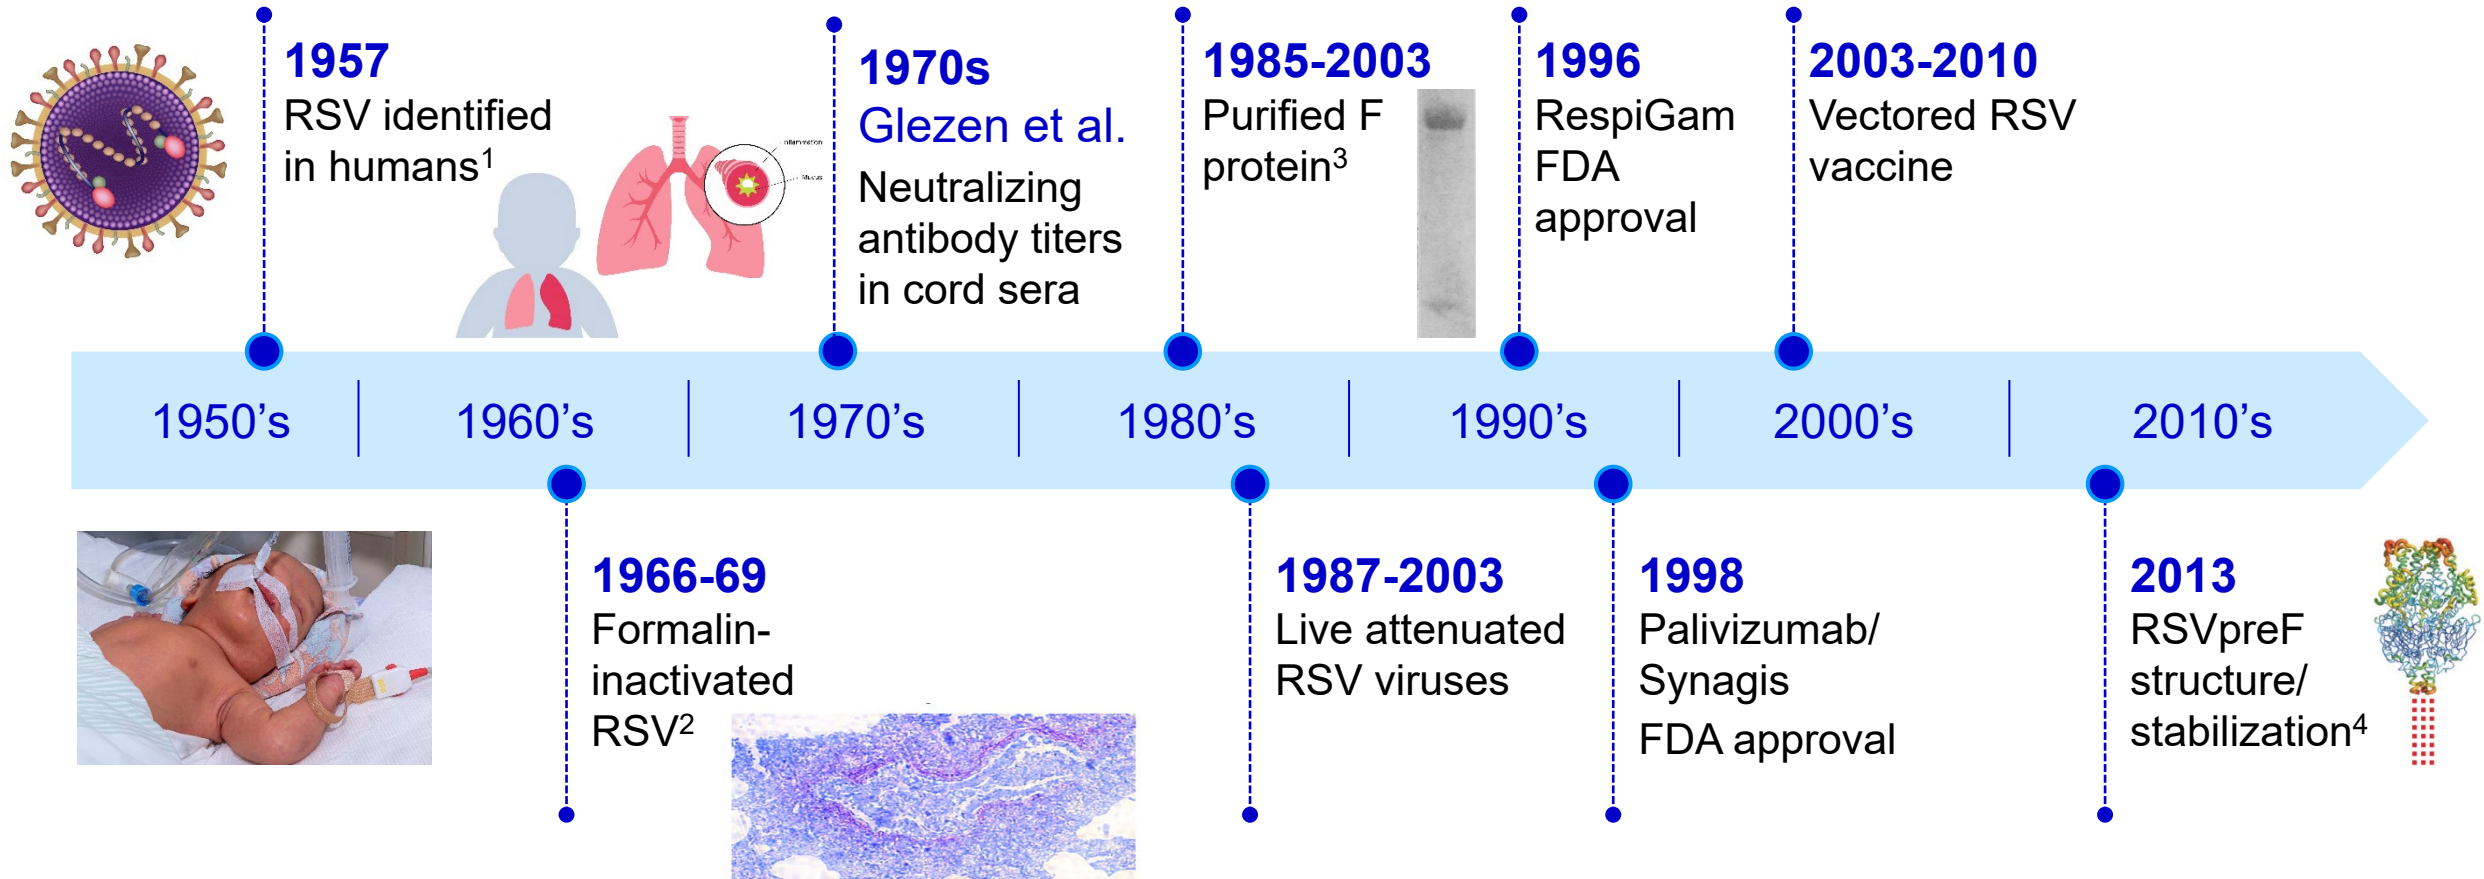 1957
RSV identified
in humans¹
Inflammation
Mucus
1970s
Glezen et al.
Neutralizing
antibody titers
in cord sera
1985-2003
Purified F
protein³
1996
RespiGam
FDA
approval
2003-2010
Vectored RSV
vaccine
1950’s
1960’s
1970’s
1980’s
1990’s
2000’s
2010’s
1966-69
Formalin-
inactivated
RSV²
1987-2003
Live attenuated
RSV viruses
1998
Palivizumab/
Synagis
FDA approval
2013
RSVpreF
structure/
stabilization⁴